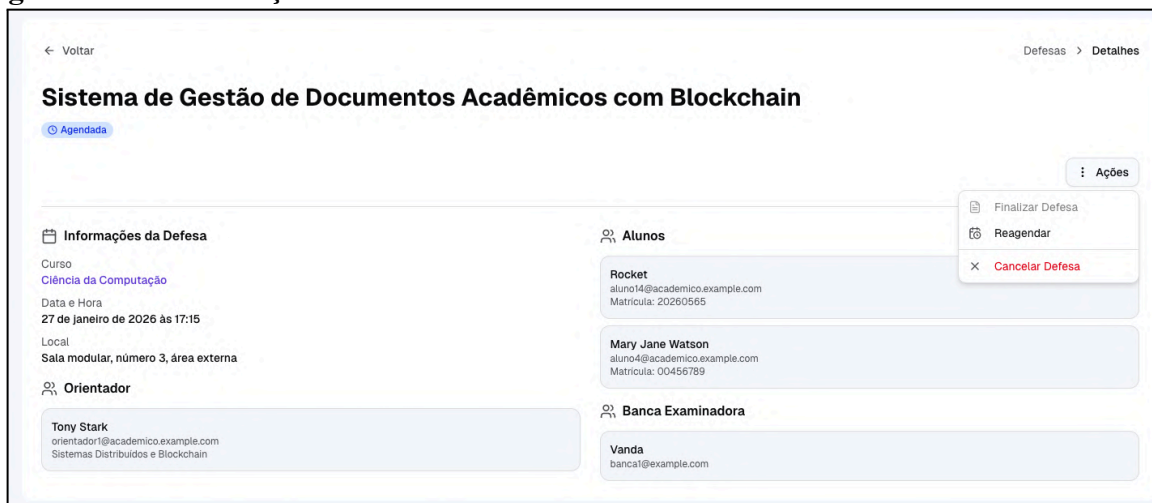 Voltar
Defesas > Detalhes
Sistema de Gestão de Documentos Acadêmicos com Blockchain
Agendada
Ações
Finalizar Defesa
Reagendar
Cancelar Defesa
Informações da Defesa
Curso
Ciência da Computação
Data e Hora
27 de janeiro de 2026 às 17:15
Local
Sala modular, número 3, área externa
Orientador
Tony Stark
orientador1@academico.example.com
Sistemas Distribuídos e Blockchain
Alunos
Rocket
aluno14@academico.example.com
Matrícula: 20260565
Mary Jane Watson
aluno4@academico.example.com
Matrícula: 00456789
Banca Examinadora
Vanda
banca1@example.com